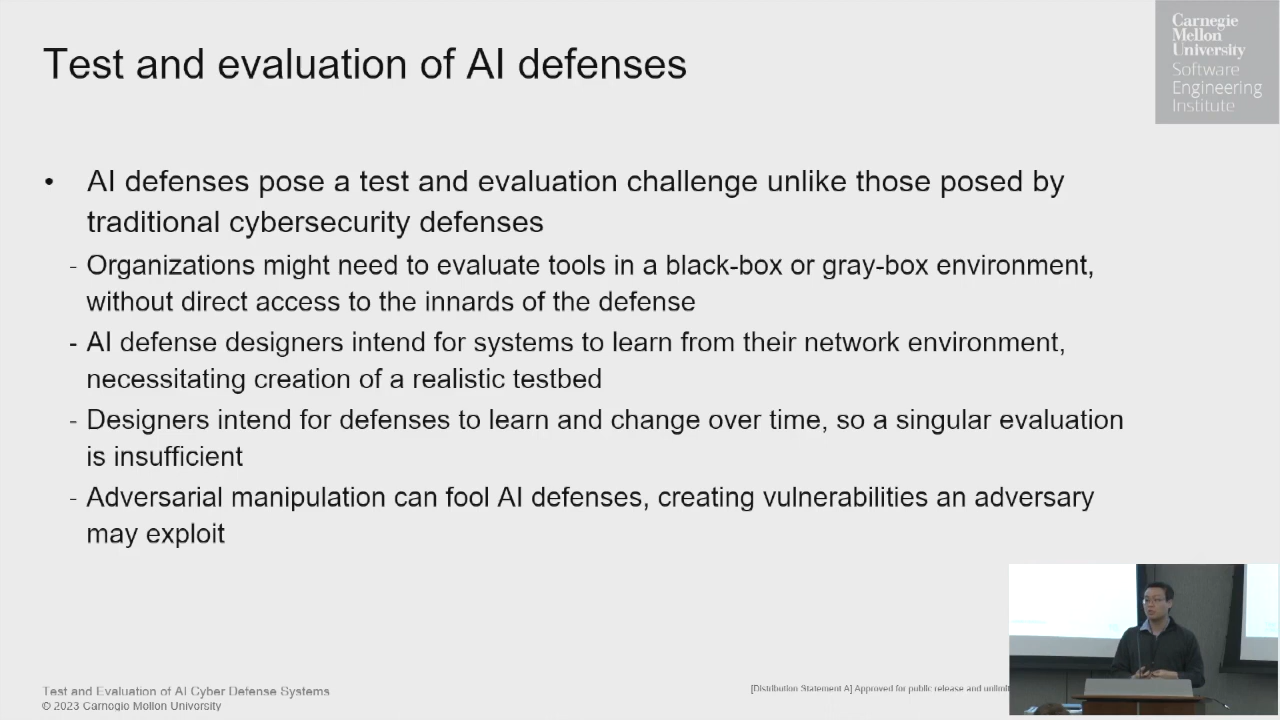 Test and evaluation of AI defenses
Carnegie
Mellon
University
Software
Engineering
Institute
• AI defenses pose a test and evaluation challenge unlike those posed by
traditional cybersecurity defenses
- Organizations might need to evaluate tools in a black-box or gray-box environment,
without direct access to the innards of the defense
- AI defense designers intend for systems to learn from their network environment,
necessitating creation of a realistic testbed
- Designers intend for defenses to learn and change over time, so a singular evaluation
is insufficient
- Adversarial manipulation can fool AI defenses, creating vulnerabilities an adversary
may exploit
Test and Evaluation of AI Cyber Defense Systems
© 2023 Carnegie Mellon University
[Distribution Statement A] Approved for public release and